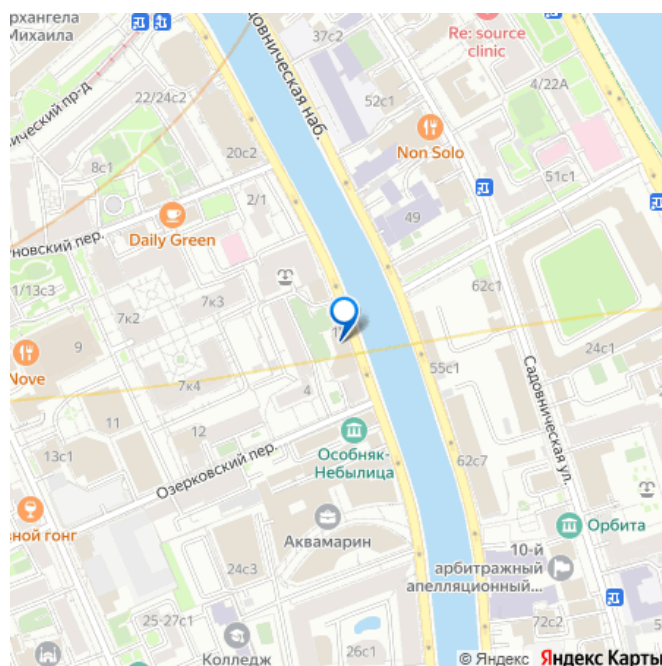 рхангела
Михаила
37с2
Re: source
clinic
Садовническая наб.
4/22А
22/24с2
52с1
вический пр-д
20с2
Non Solo
8с1
51с1
2/1
49
новский пер.
Daily Green
62с1
1/13с3
7к3
7к2
9
Nove
24с1
55с1
7к4
4
Садовническая ул.
11
12
13с1
Особняк-
Небылица
Озерковский пер.
62с7
вной гонг
Аквамарин
Орбита
10-й
арбитражный
апелляционный...
24с3
25-27с1
72с2
Колледж
26с1
© Яндекс Яндекс Карты